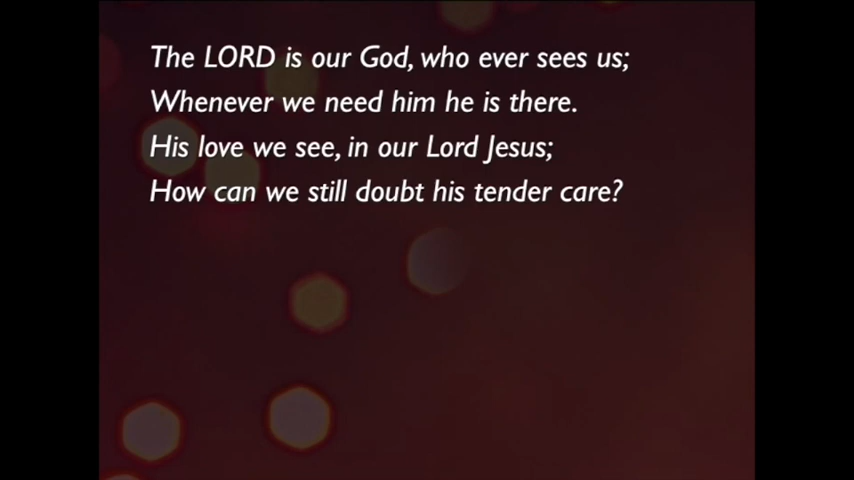 The LORD is our God, who ever sees us;
Whenever we need him he is there.
His love we see, in our Lord Jesus;
How can we still doubt his tender care?